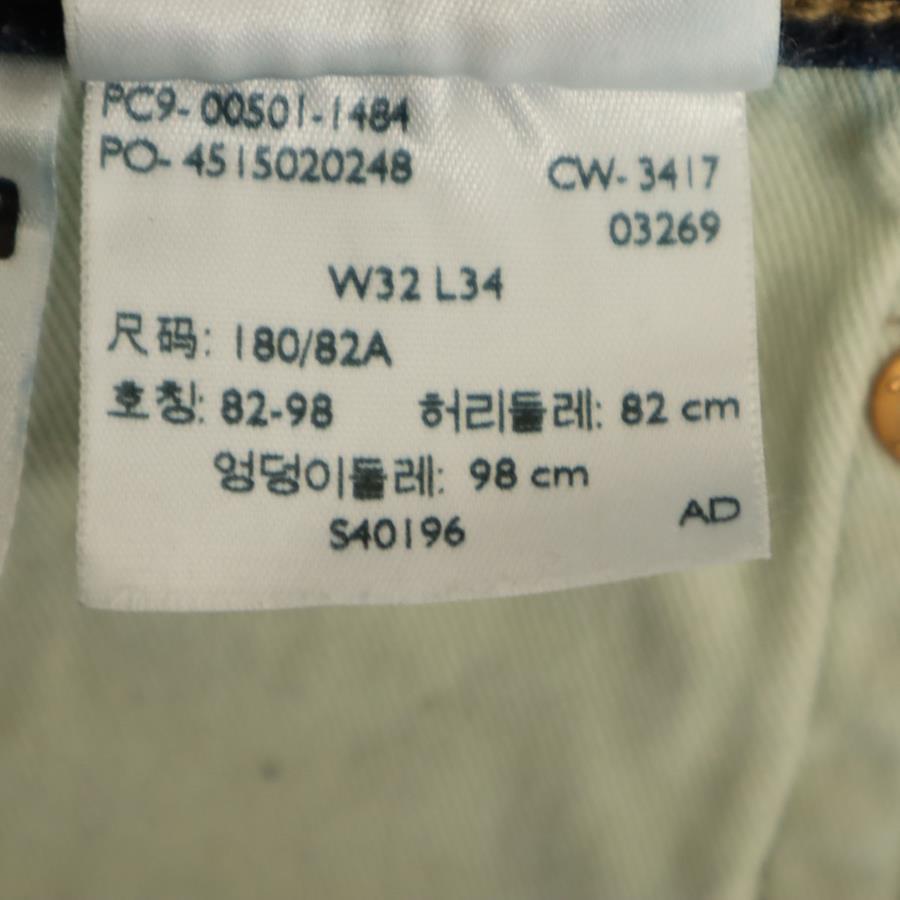 PC9-00501-1484
PO-4515020248
CW-3417
03269
W32 L34
尺码: 180/82A
호칭: 82-98 허리둘레: 82 cm
엉덩이둘레: 98 cm
S40196
AD